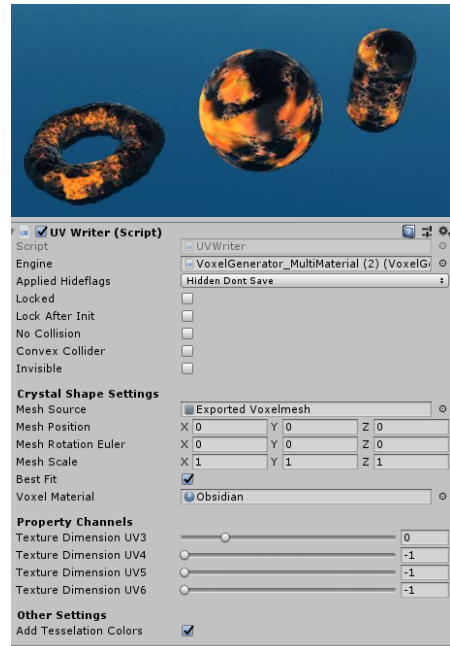 UV Writer (Script)
Script UVWriter
Engine VoxelGenerator_MultiMaterial (2) (VoxelG
Applied Hideflags Hidden Dont Save
Locked
Lock After Init
No Collision
Convex Collider
Invisible
Crystal Shape Settings
Mesh Source Exported Voxelmesh
Mesh Position X 0 Y 0 Z 0
Mesh Rotation Euler X 0 Y 0 Z 0
Mesh Scale X 1 Y 1 Z 1
Best Fit
Voxel Material Obsidian
Property Channels
Texture Dimension UV3 0
Texture Dimension UV4 -1
Texture Dimension UV5 -1
Texture Dimension UV6 -1
Other Settings
Add Tesselation Colors